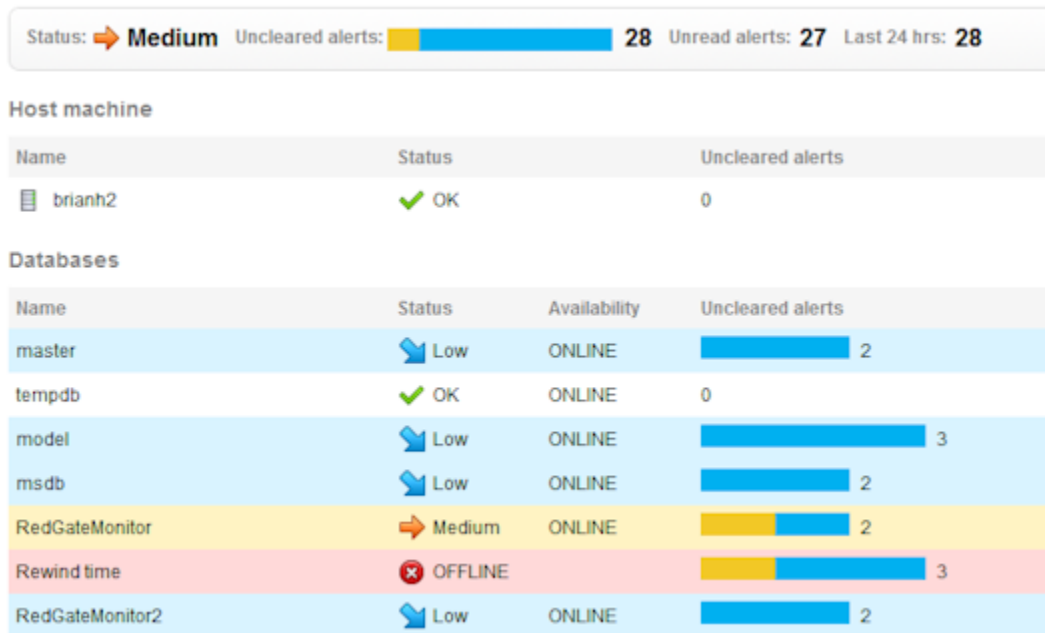 Status: Medium Uncleared alerts: 28 Unread alerts: 27 Last 24 hrs: 28
Host machine
Name Status Uncleared alerts
brianh2 OK 0
Databases
Name Status Availability Uncleared alerts
master Low ONLINE 2
tempdb OK ONLINE 0
model Low ONLINE 3
msdb Low ONLINE 2
RedGateMonitor Medium ONLINE 2
Rewind time OFFLINE 3
RedGateMonitor2 Low ONLINE 2